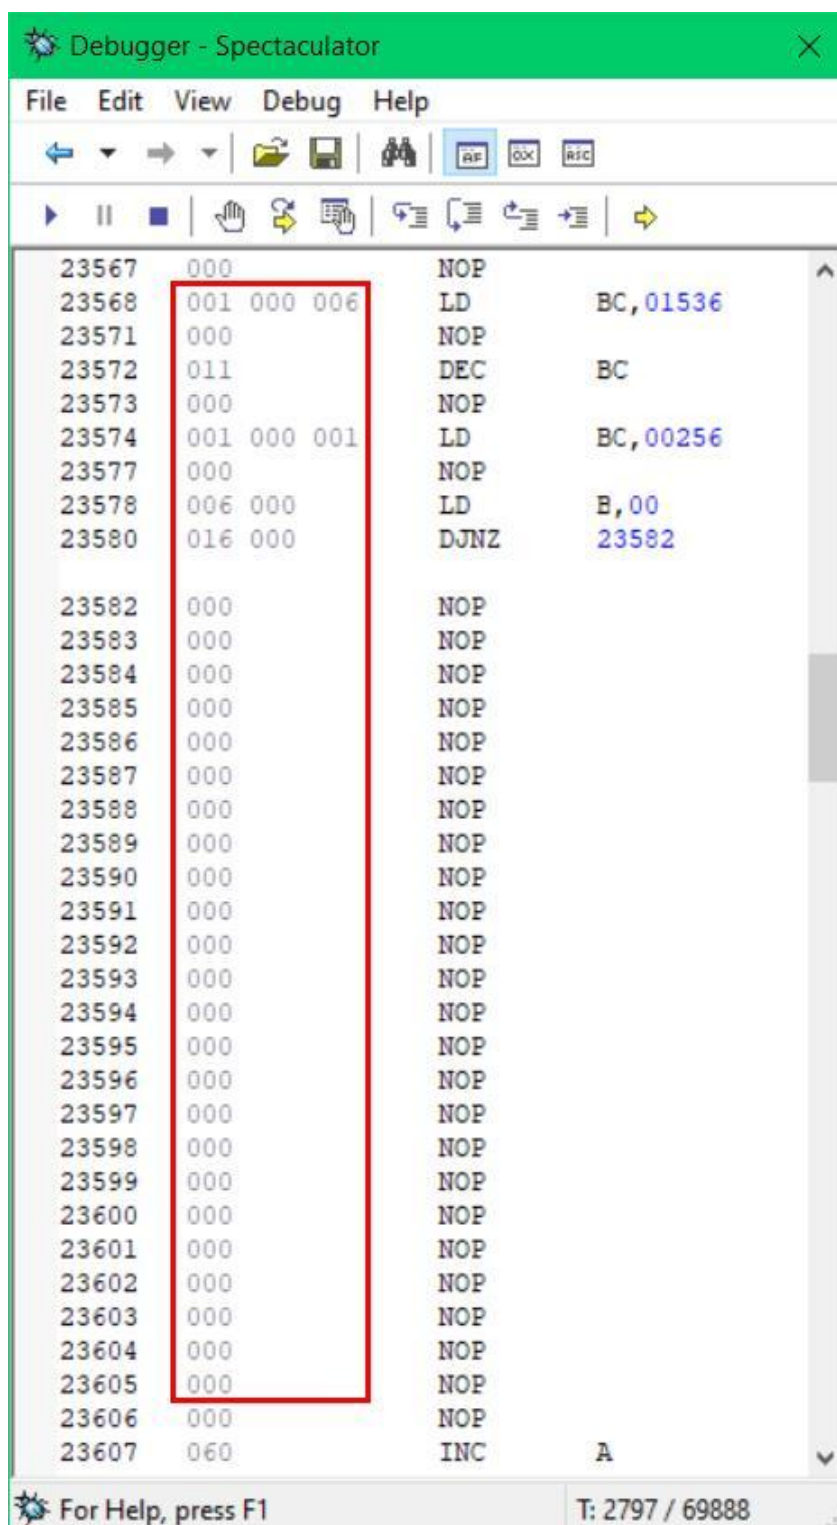 Debugger - Spectaculator
File Edit View Debug Help
23567 000 NOP
23568 001 000 006 LD BC,01536
23571 000 NOP
23572 011 DEC BC
23573 000 NOP
23574 001 000 001 LD BC,00256
23577 000 NOP
23578 006 000 LD B,00
23580 016 000 DJNZ 23582
23582 000 NOP
23583 000 NOP
23584 000 NOP
23585 000 NOP
23586 000 NOP
23587 000 NOP
23588 000 NOP
23589 000 NOP
23590 000 NOP
23591 000 NOP
23592 000 NOP
23593 000 NOP
23594 000 NOP
23595 000 NOP
23596 000 NOP
23597 000 NOP
23598 000 NOP
23599 000 NOP
23600 000 NOP
23601 000 NOP
23602 000 NOP
23603 000 NOP
23604 000 NOP
23605 000 NOP
23606 000 NOP
23607 060 INC A
For Help, press F1 T: 2797 / 69888